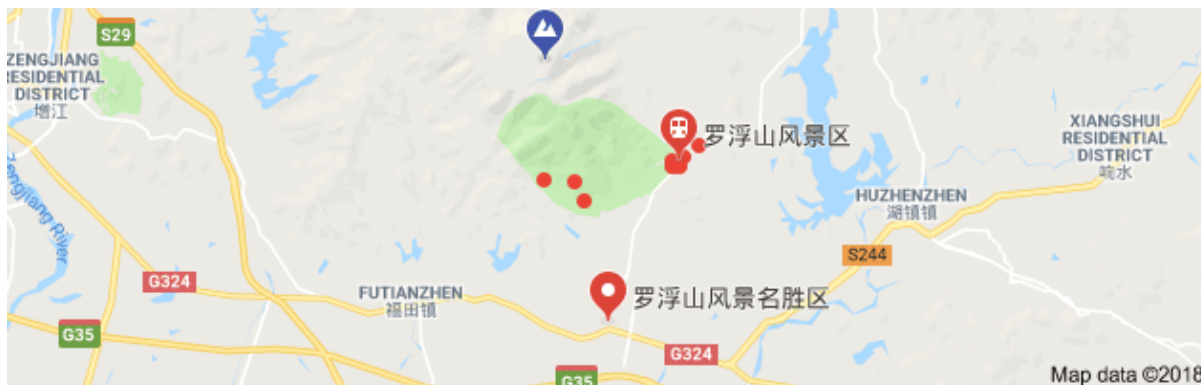 S29
ZENGJIANG
RESIDENTIAL
DISTRICT
增江
罗浮山风景区
XIANGSHUI
RESIDENTIAL
DISTRICT
响水
Zengjiang River
HUZHENZHEN
湖镇镇
S244
G324
FUTIANZHEN
福田镇
罗浮山风景名胜区
G35
G324
G35
Map data ©2018